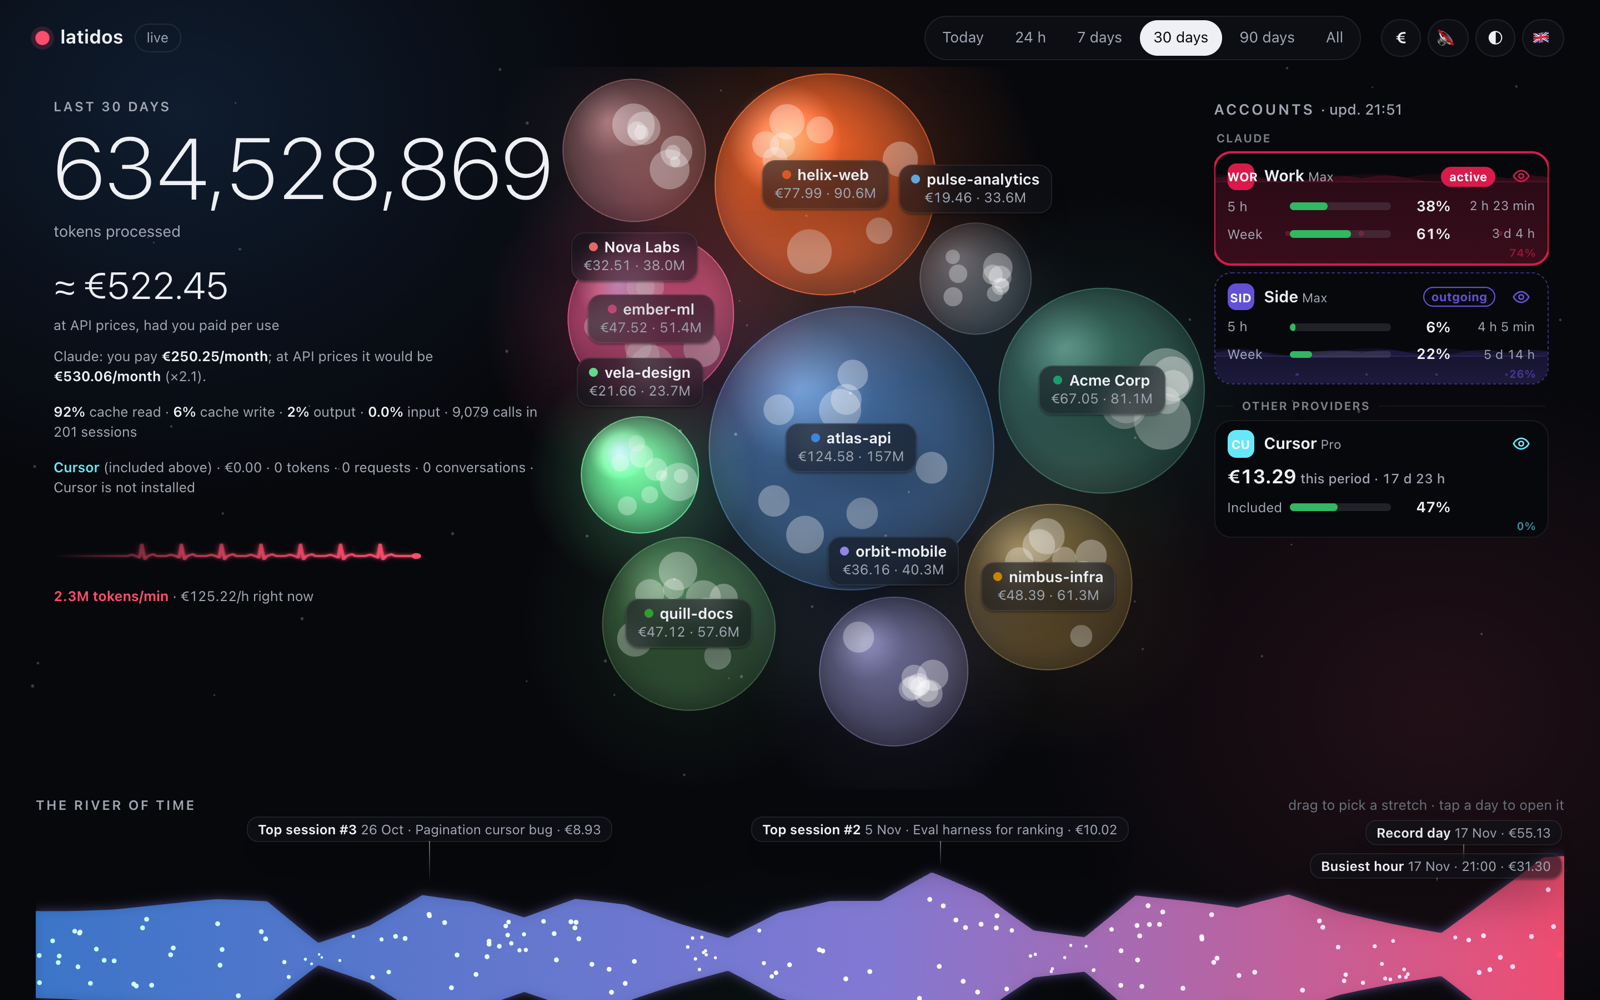 latidos live
Today 24 h 7 days 30 days 90 days All €
LAST 30 DAYS
634,528,869
tokens processed
≈ €522.45
at API prices, had you paid per use
Claude: you pay €250.25/month; at API prices it would be
€530.06/month (×2.1).
92% cache read · 6% cache write · 2% output · 0.0% input · 9,079 calls in
201 sessions
Cursor (included above) · €0.00 · 0 tokens · 0 requests · 0 conversations ·
Cursor is not installed
2.3M tokens/min · €125.22/h right now
helix-web
€77.99 · 90.6M
pulse-analytics
€19.46 · 33.6M
Nova Labs
€32.51 · 38.0M
ember-ml
€47.52 · 51.4M
vela-design
€21.66 · 23.7M
Acme Corp
€67.05 · 81.1M
atlas-api
€124.58 · 157M
orbit-mobile
€36.16 · 40.3M
nimbus-infra
€48.39 · 61.3M
quill-docs
€47.12 · 57.6M
ACCOUNTS · upd. 21:51
CLAUDE
WOR Work Max active
5 h 38% 2 h 23 min
Week 61% 3 d 4 h
74%
SID Side Max outgoing
5 h 6% 4 h 5 min
Week 22% 5 d 14 h
26%
OTHER PROVIDERS
CU Cursor Pro
€13.29 this period · 17 d 23 h
Included 47%
0%
THE RIVER OF TIME
drag to pick a stretch · tap a day to open it
Top session #3 26 Oct · Pagination cursor bug · €8.93
Top session #2 5 Nov · Eval harness for ranking · €10.02
Record day 17 Nov · €55.13
Busiest hour 17 Nov · 21:00 · €31.30